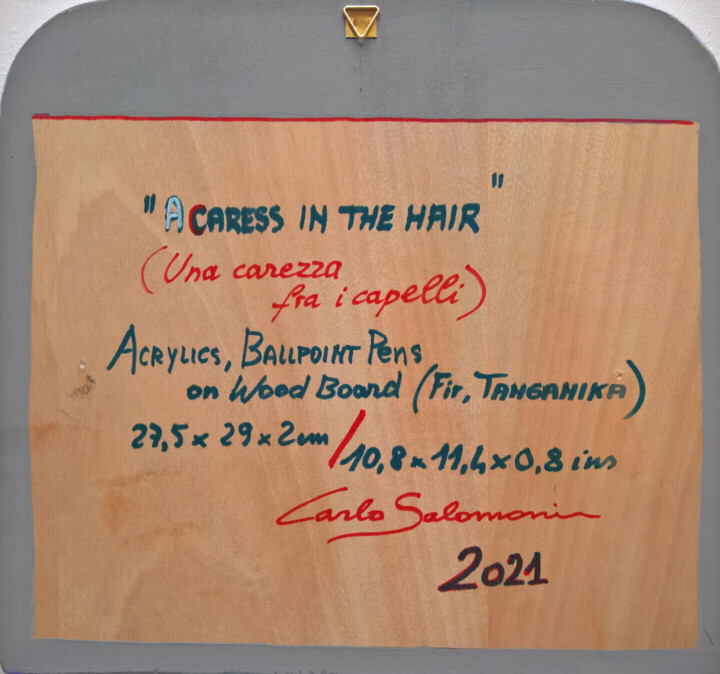 "A CARESS IN THE HAIR"
(Una carezza
fra i capelli)
ACRYLICS, BALLPOINT PENS
on Wood Board (Fir, TANGANIKA)
27,5 x 29 x 2 cm / 10,8 x 11,4 x 0,8 ins
Carlo Salomoni
2021